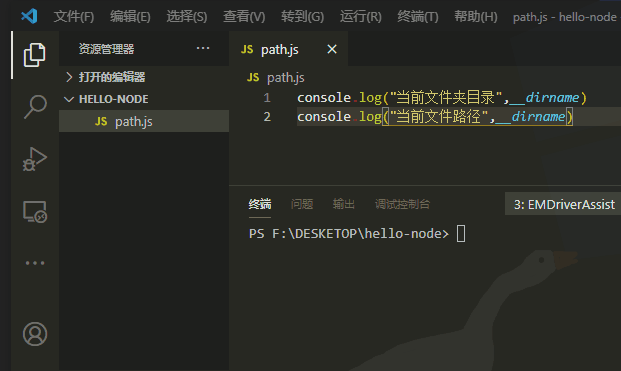 文件(F) 编辑(E) 选择(S) 查看(V) 转到(G) 运行(R) 终端(T) 帮助(H) path.js - hello-node
资源管理器 ···
打开的编辑器
HELLO-NODE
JS path.js
JS path.js ×
JS path.js
1 console.log("当前文件夹目录",__dirname)
2 console.log("当前文件路径",__dirname)
终端 问题 输出 调试控制台 3: EMDriverAssist
PS F:\DESKETOP\hello-node>